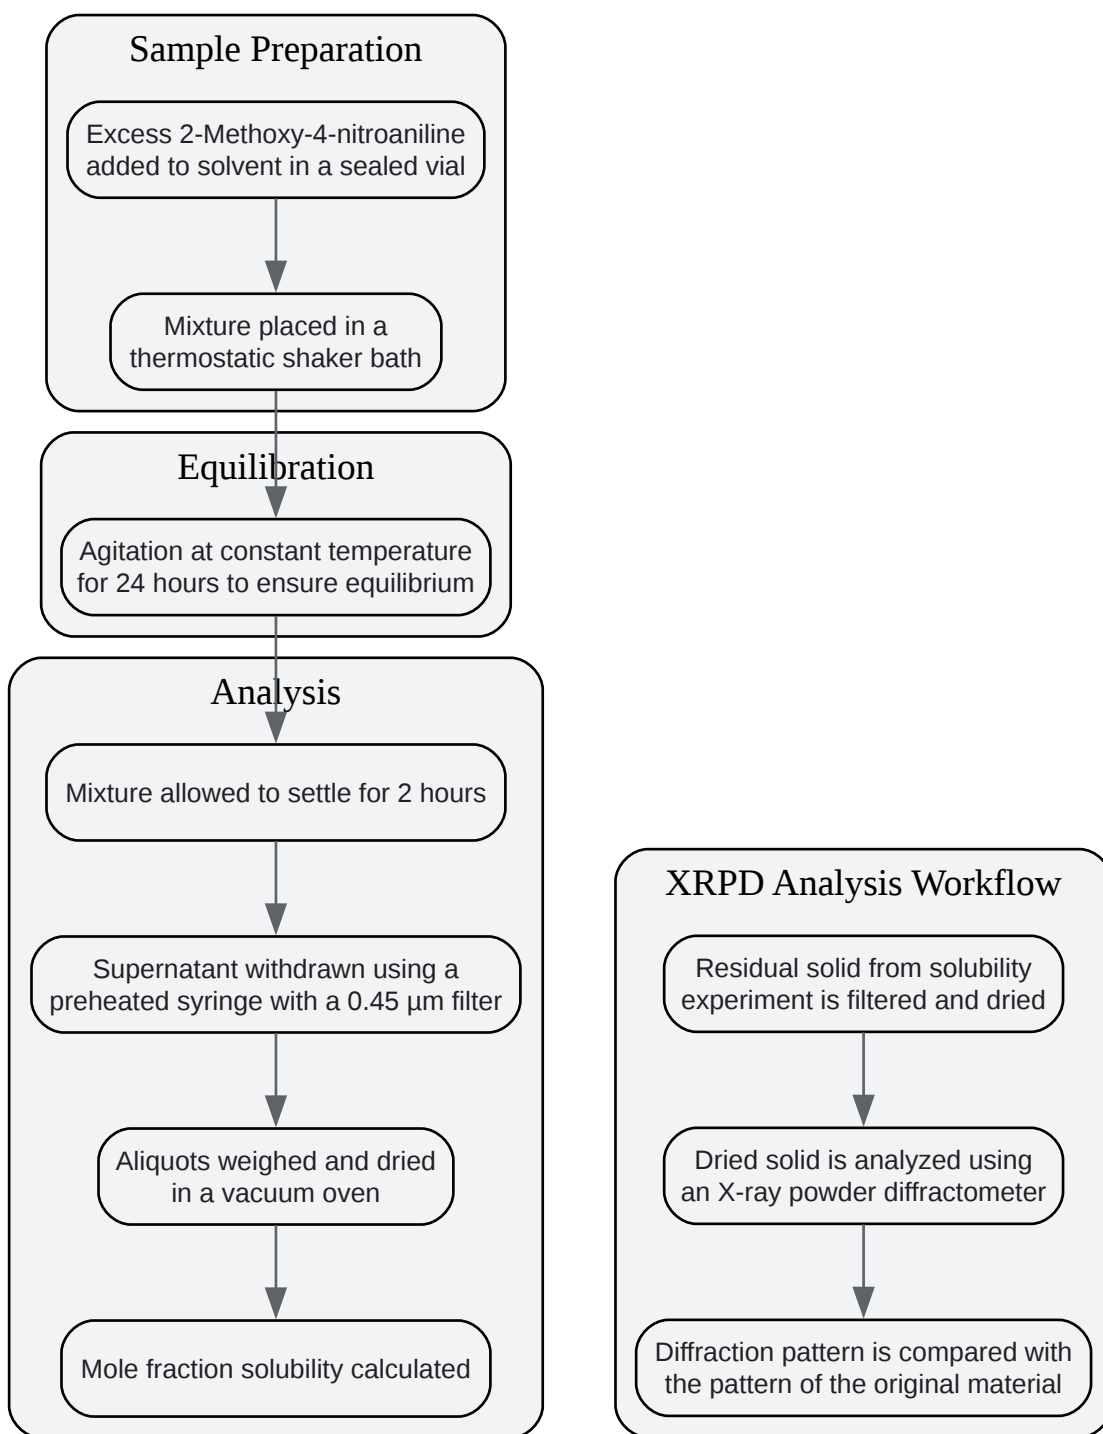 Sample Preparation
Excess 2-Methoxy-4-nitroaniline
added to solvent in a sealed vial
Mixture placed in a
thermostatic shaker bath
Equilibration
Agitation at constant temperature
for 24 hours to ensure equilibrium
Analysis
Mixture allowed to settle for 2 hours
Supernatant withdrawn using a
preheated syringe with a 0.45 µm filter
Aliquots weighed and dried
in a vacuum oven
Mole fraction solubility calculated
XRPD Analysis Workflow
Residual solid from solubility
experiment is filtered and dried
Dried solid is analyzed using
an X-ray powder diffractometer
Diffraction pattern is compared with
the pattern of the original material